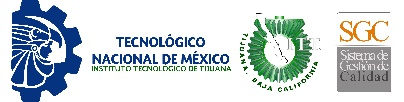 TECNOLÓGICO
NACIONAL DE MÉXICO
INSTITUTO TECNOLÓGICO DE TIJUANA
TIJUANA, BAJA CALIFORNIA
SGC
Sistema de
Gestión de
Calidad